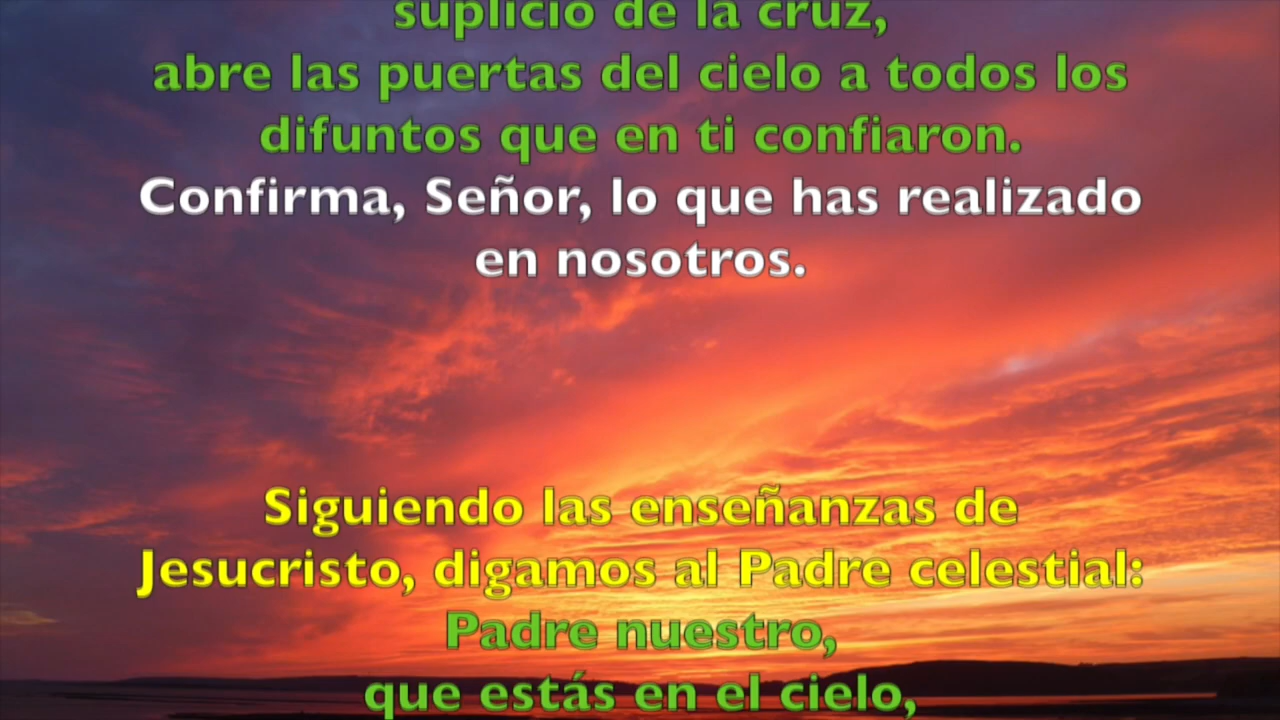 suplicio de la cruz,
abre las puertas del cielo a todos los
difuntos que en ti confiaron.
Confirma, Señor, lo que has realizado
en nosotros.
Siguiendo las enseñanzas de
Jesucristo, digamos al Padre celestial:
Padre nuestro,
que estás en el cielo,